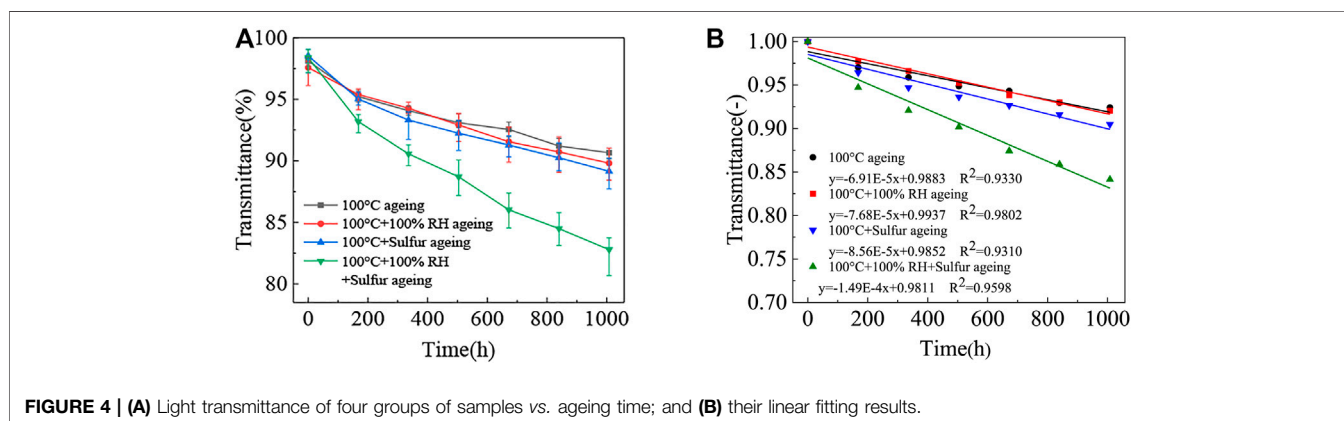 A
100
95
90
85
80
Transmittance(%)
100°C ageing
100°C+100% RH ageing
100°C+Sulfur ageing
100°C+100% RH
+Sulfur ageing
0 200 400 600 800 1000
Time(h)
B
1.00
0.95
0.90
0.85
0.80
0.75
0.70
Transmittance(-)
100°C ageing
y=-6.91E-5x+0.9883 R2=0.9330
100°C+100% RH ageing
y=-7.68E-5x+0.9937 R2=0.9802
100°C+Sulfur ageing
y=-8.56E-5x+0.9852 R2=0.9310
100°C+100% RH+Sulfur ageing
y=-1.49E-4x+0.9811 R2=0.9598
0 200 400 600 800 1000
Time(h)
FIGURE 4 | (A) Light transmittance of four groups of samples vs. ageing time; and (B) their linear fitting results.